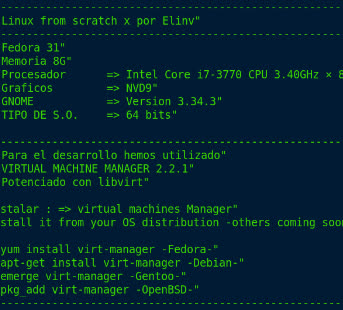 ------------------------------------------------------
Linux from scratch x por Elinv"
------------------------------------------------------
Fedora 31"
Memoria 8G"
Procesador => Intel Core i7-3770 CPU 3.40GHz × 8
Graficos => NVD9"
GNOME => Version 3.34.3"
TIPO DE S.O. => 64 bits"
------------------------------------------------------
Para el desarrollo hemos utilizado"
VIRTUAL MACHINE MANAGER 2.2.1"
Potenciado con libvirt"
stalar : => virtual machines Manager"
stall it from your OS distribution -others coming soon
yum install virt-manager -Fedora-"
apt-get install virt-manager -Debian-"
emerge virt-manager -Gentoo-"
pkg_add virt-manager -OpenBSD-"
------------------------------------------------------